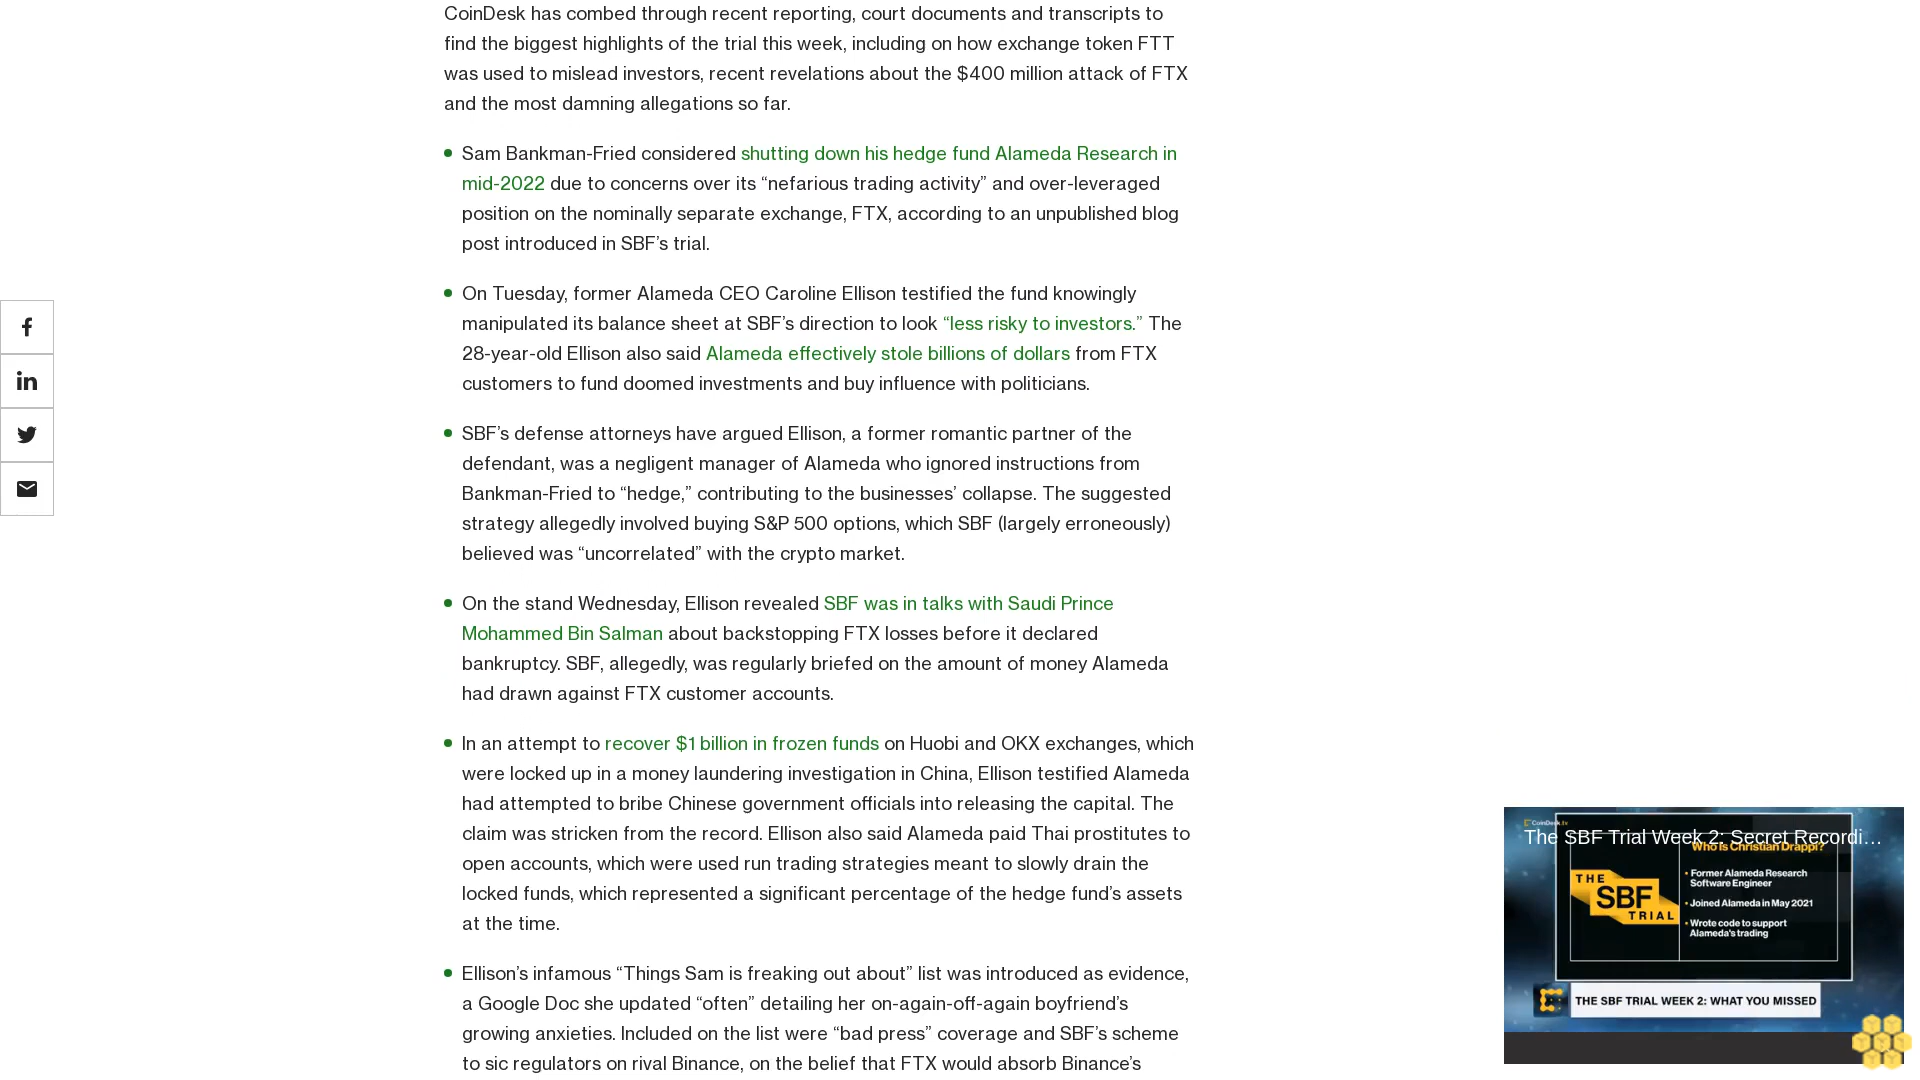 CoinDesk has combed through recent reporting, court documents and transcripts to
find the biggest highlights of the trial this week, including on how exchange token FTT
was used to mislead investors, recent revelations about the $400 million attack of FTX
and the most damning allegations so far.
Sam Bankman-Fried considered shutting down his hedge fund Alameda Research in
mid-2022 due to concerns over its “nefarious trading activity” and over-leveraged
position on the nominally separate exchange, FTX, according to an unpublished blog
post introduced in SBF’s trial.
On Tuesday, former Alameda CEO Caroline Ellison testified the fund knowingly
manipulated its balance sheet at SBF’s direction to look “less risky to investors.” The
28-year-old Ellison also said Alameda effectively stole billions of dollars from FTX
customers to fund doomed investments and buy influence with politicians.
SBF’s defense attorneys have argued Ellison, a former romantic partner of the
defendant, was a negligent manager of Alameda who ignored instructions from
Bankman-Fried to “hedge,” contributing to the businesses’ collapse. The suggested
strategy allegedly involved buying S&P 500 options, which SBF (largely erroneously)
believed was “uncorrelated” with the crypto market.
On the stand Wednesday, Ellison revealed SBF was in talks with Saudi Prince
Mohammed Bin Salman about backstopping FTX losses before it declared
bankruptcy. SBF, allegedly, was regularly briefed on the amount of money Alameda
had drawn against FTX customer accounts.
In an attempt to recover $1 billion in frozen funds on Huobi and OKX exchanges, which
were locked up in a money laundering investigation in China, Ellison testified Alameda
had attempted to bribe Chinese government officials into releasing the capital. The
claim was stricken from the record. Ellison also said Alameda paid Thai prostitutes to
open accounts, which were used run trading strategies meant to slowly drain the
locked funds, which represented a significant percentage of the hedge fund’s assets
at the time.
Ellison’s infamous “Things Sam is freaking out about” list was introduced as evidence,
a Google Doc she updated “often” detailing her on-again-off-again boyfriend’s
growing anxieties. Included on the list were “bad press” coverage and SBF’s scheme
to sic regulators on rival Binance, on the belief that FTX would absorb Binance’s
CoinDesk.tv
The SBF Trial Week 2: Secret Recordi…
Who Is Christian Drappi?
THE
SBF
TRIAL
Former Alameda Research
Software Engineer
Joined Alameda in May 2021
Wrote code to support
Alameda's trading
THE SBF TRIAL WEEK 2: WHAT YOU MISSED